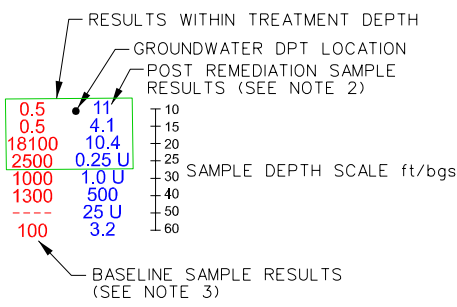 RESULTS WITHIN TREATMENT DEPTH
GROUNDWATER DPT LOCATION
POST REMEDIATION SAMPLE
RESULTS (SEE NOTE 2)
0.5 11 10
0.5 4.1 15
18100 10.4 20
2500 0.25 U 25
SAMPLE DEPTH SCALE ft/bgs
1000 1.0 U 30
1300 500 40
---- 25 U 50
100 3.2 60
BASELINE SAMPLE RESULTS
(SEE NOTE 3)